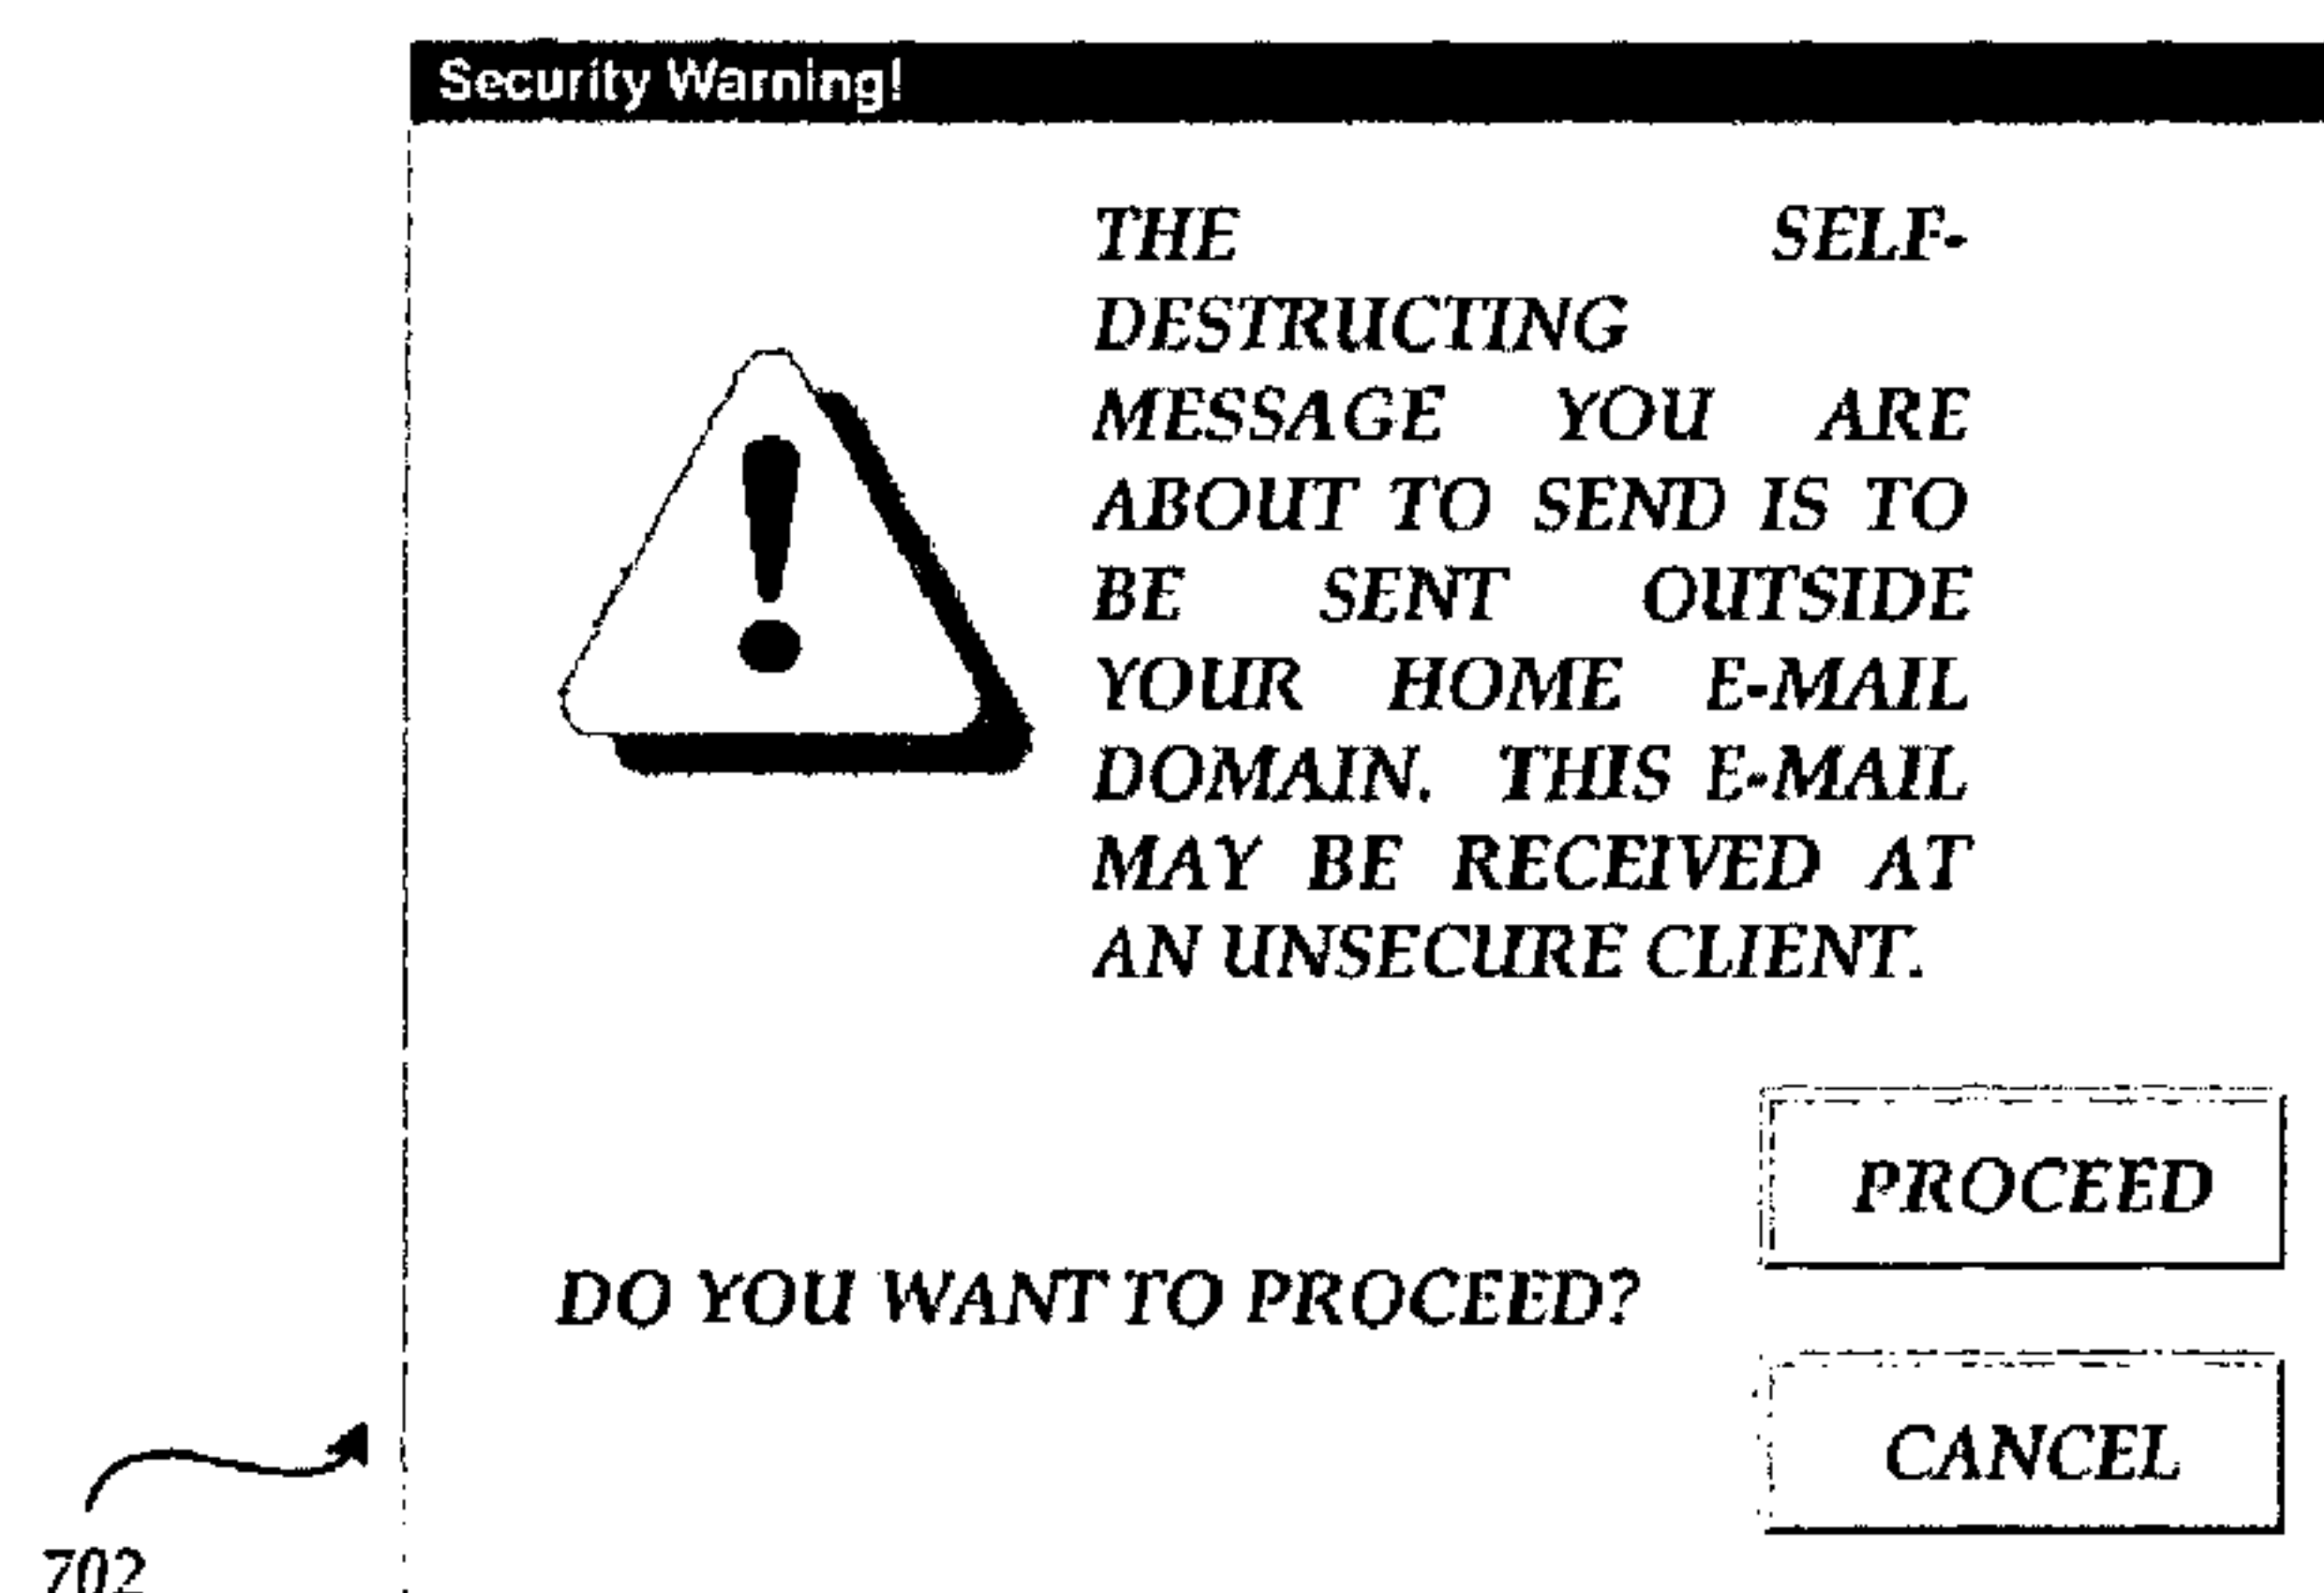 Security Warning!
THE SELF-
DESTRUCTING
MESSAGE YOU ARE
ABOUT TO SEND IS TO
BE SENT OUTSIDE
YOUR HOME E-MAIL
DOMAIN. THIS E-MAIL
MAY BE RECEIVED AT
AN UNSECURE CLIENT.
PROCEED
DO YOU WANT TO PROCEED?
CANCEL
702